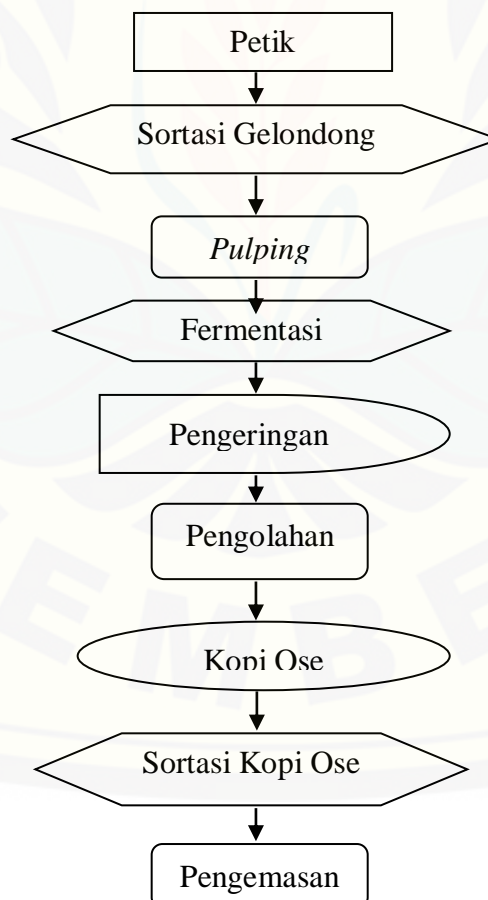 Petik
Sortasi Gelondong
Pulping
Fermentasi
Pengeringan
Pengolahan
Kopi Ose
Sortasi Kopi Ose
Pengemasan